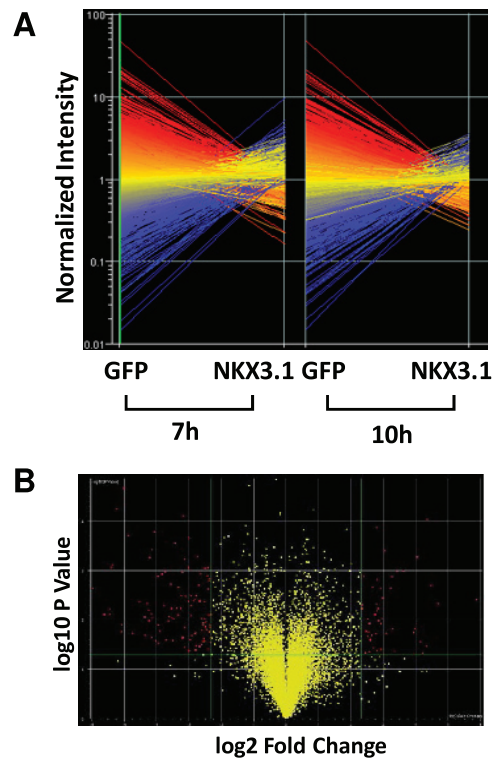 A
Normalized Intensity
100
10
1
0.1
0.01
GFP NKX3.1 GFP NKX3.1
7h 10h
B
log10 P Value
log2 Fold Change